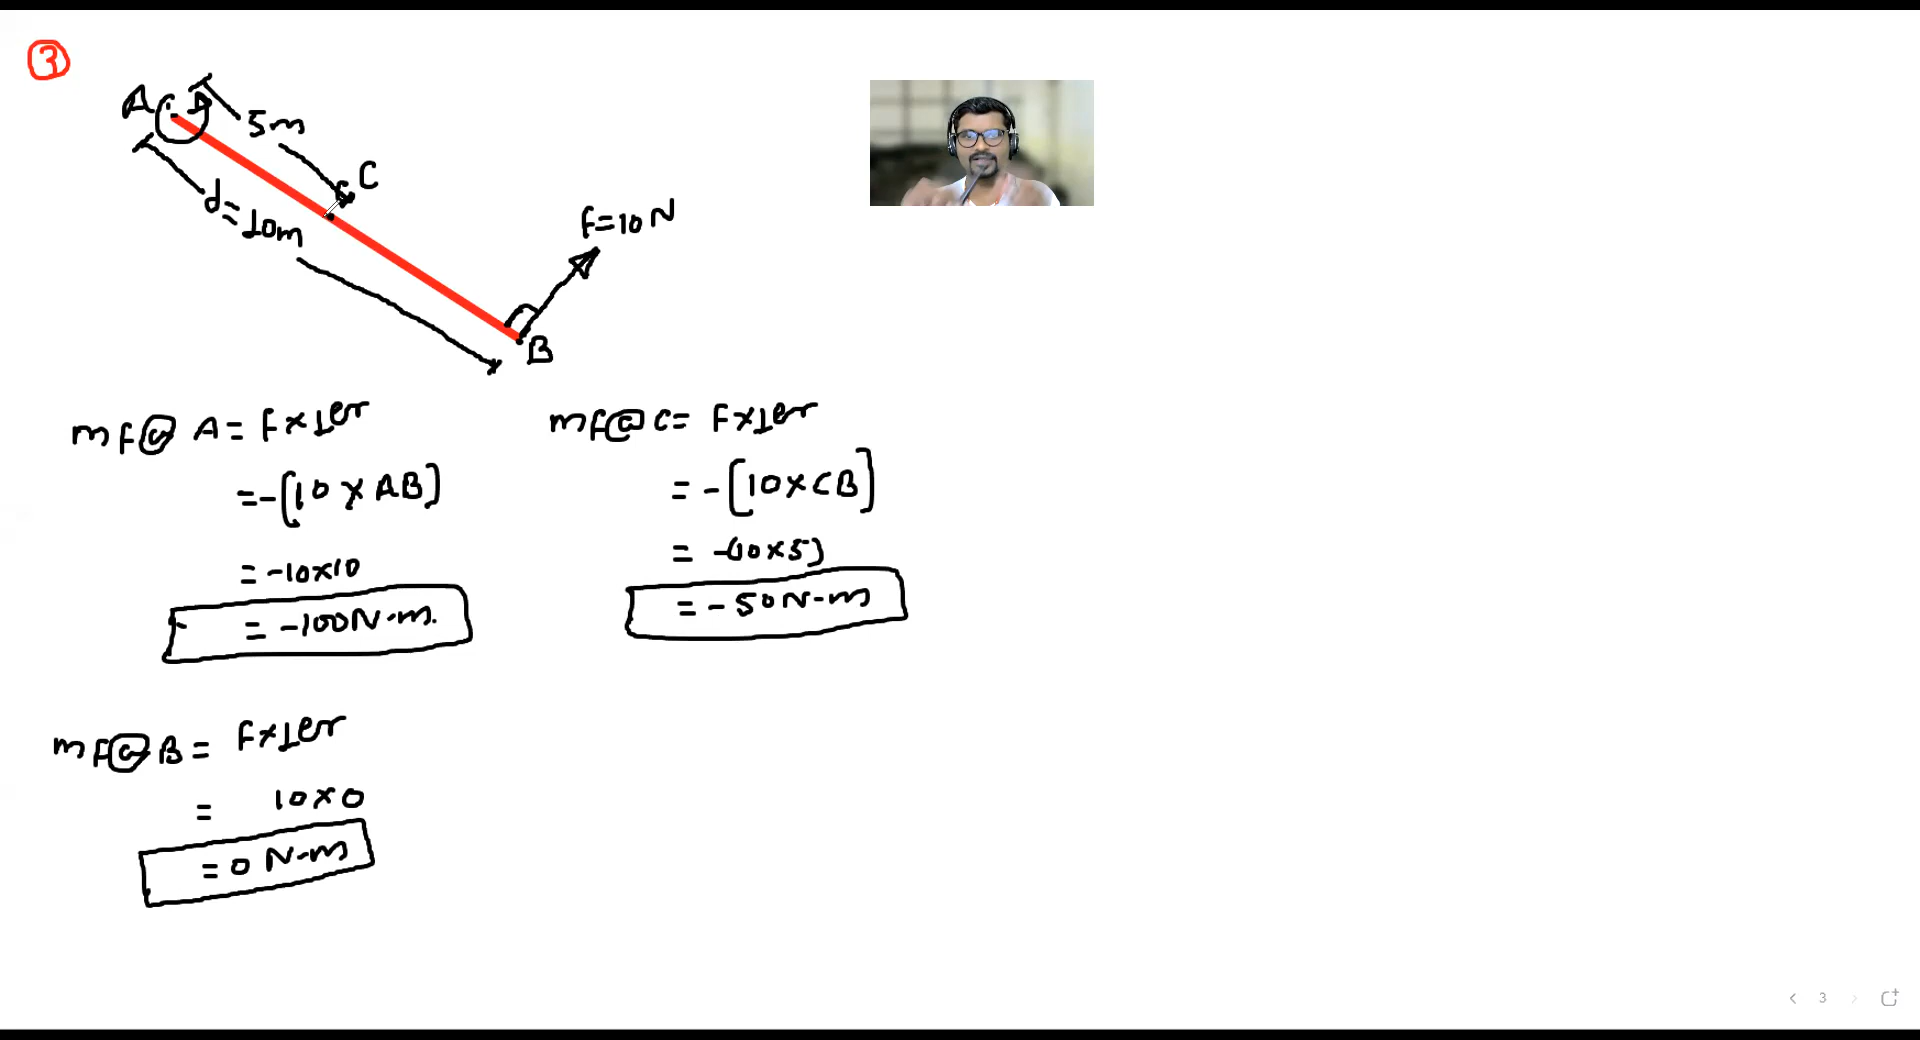 3
A
5m
C
d=10m
F=10N
B
MF@ A = F×⊥er
= -[10 × AB]
= -10×10
= -100N-m.
MF@ C = F×⊥er
= -[10×CB]
= -(10×5)
= -50N-m
MF@ B = F×⊥er
= 10×0
= 0 N-m
3